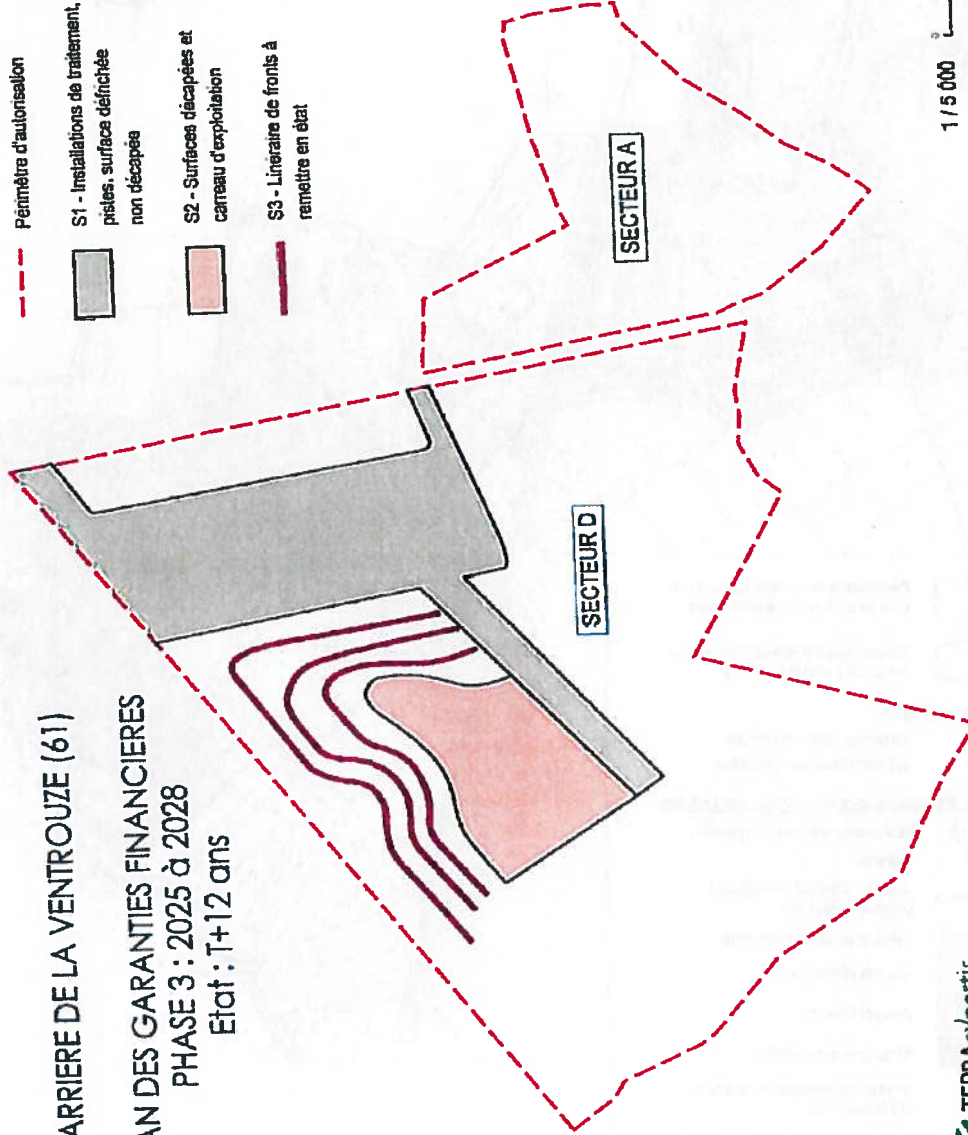 ARRIERE DE LA VENTROUZE (61)
AN DES GARANTIES FINANCIERES
PHASE 3 : 2025 à 2028
Etat : T+12 ans
Périmètre d'autorisation
S1 - Installations de traitement,
pistes, surface défrichée
non décapée
S2 - Surfaces décapées et
carreau d'exploitation
S3 - Linéraire de fronts à
remettre en état
SECTEUR A
SECTEUR D
1 / 5 000
0